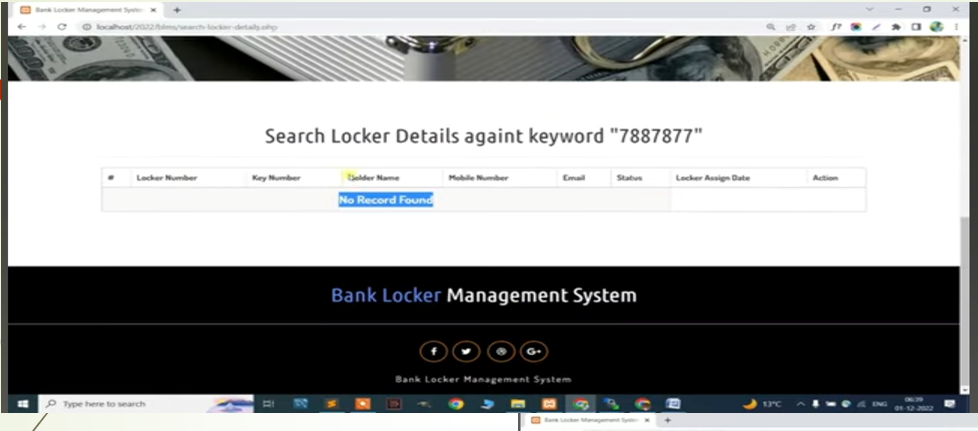 Bank Locker Management System
localhost/2022/blms/search-locker-details.php
Search Locker Details againt keyword "7887877"
# Locker Number Key Number Holder Name Mobile Number Email Status Locker Assign Date Action
No Record Found
Bank Locker Management System
Bank Locker Management System
Type here to search
13°C ENG 06:39
01-12-2022
Bank Locker Management System